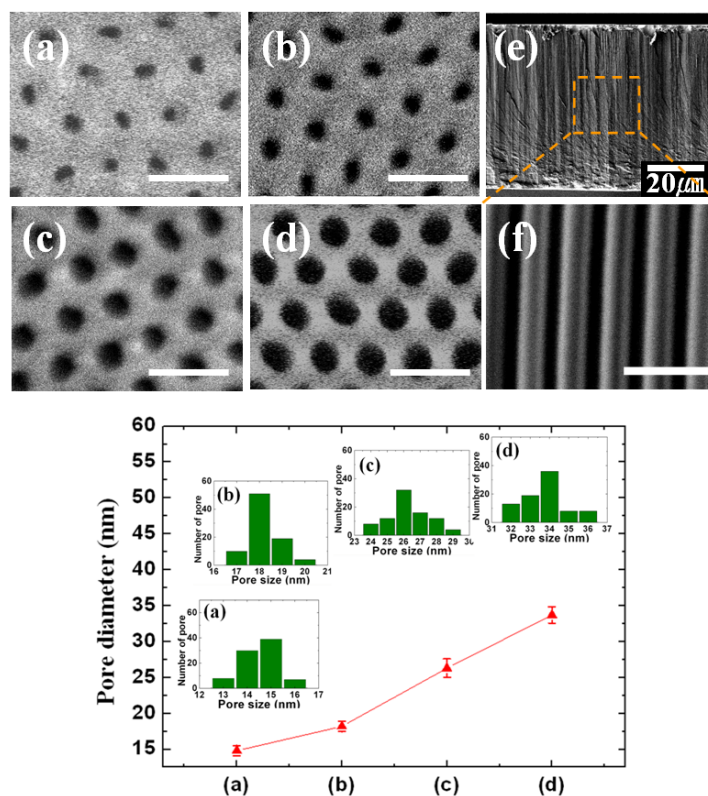 (a)
(b)
(e)
20μm
(c)
(d)
(f)
Pore diameter (nm)
60
55
50
45
40
35
30
25
20
15
(a)
(b)
(c)
(d)
(b)
Number of pore
60
40
20
0
16 17 18 19 20 21
Pore size (nm)
(c)
Number of pore
60
40
20
0
23 24 25 26 27 28 29 30
Pore size (nm)
(d)
Number of pore
60
40
20
0
31 32 33 34 35 36 37
Pore size (nm)
(a)
Number of pore
60
40
20
0
12 13 14 15 16 17
Pore size (nm)